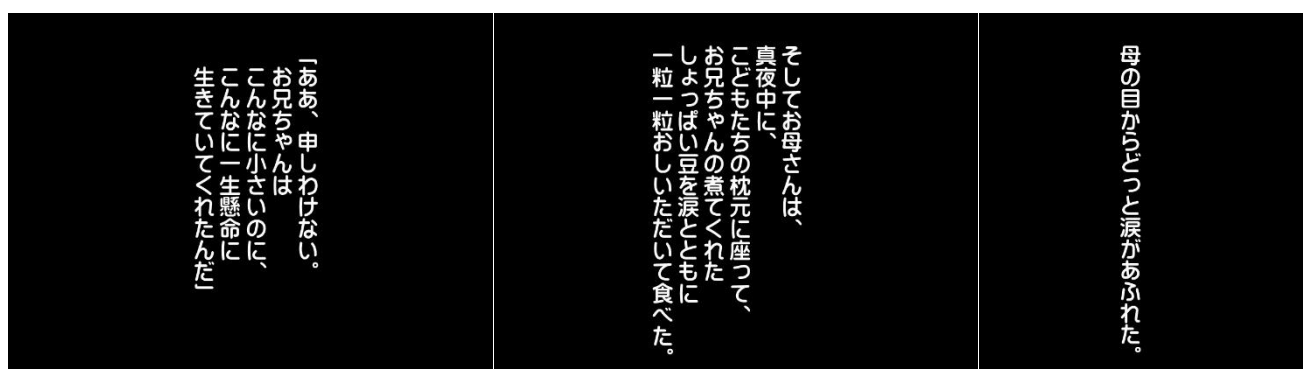 「ああ、申しわけない。
お兄ちゃんは
こんなに小さいのに、
こんなに一生懸命に
生きていてくれたんだ」
そしてお母さんは、
真夜中に、
こどもたちの枕元に座って、
お兄ちゃんの煮てくれた
しょっぱい豆を涙とともに
一粒一粒おしいただいて食べた。
母の目からどっと涙があふれた。